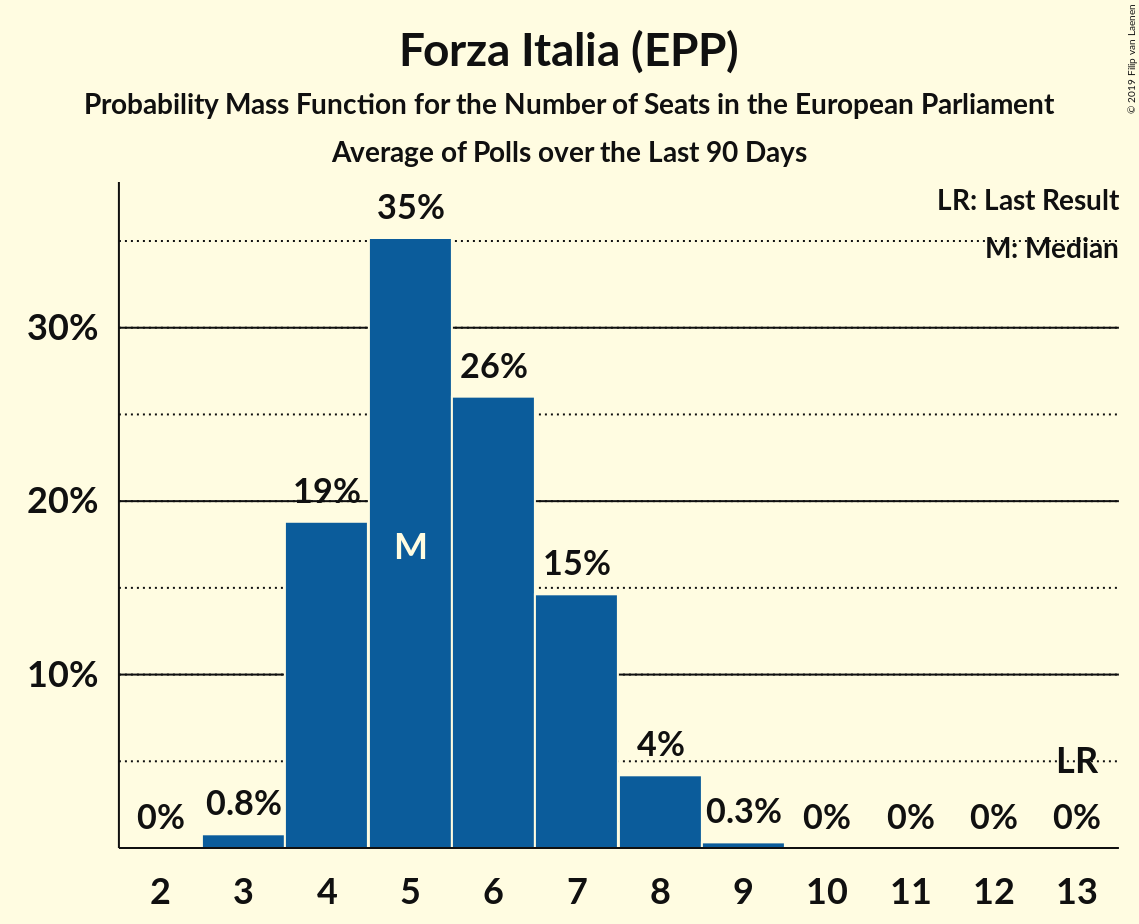 Forza Italia (EPP)
Probability Mass Function for the Number of Seats in the European Parliament
Average of Polls over the Last 90 Days
© 2019 Filip van Laenen
LR: Last Result
M: Median
35%
30%
26%
20%
19%
M
15%
10%
4%
LR
0% 0.8% 0.3% 0% 0% 0% 0%
2 3 4 5 6 7 8 9 10 11 12 13